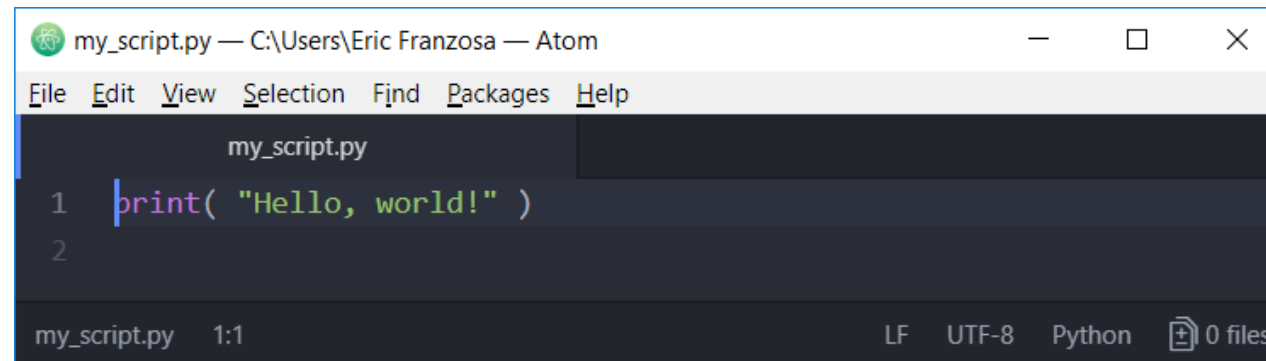 my_script.py — C:\Users\Eric Franzosa — Atom
File Edit View Selection Find Packages Help
my_script.py
1 print( "Hello, world!" )
2
my_script.py 1:1 LF UTF-8 Python 0 files